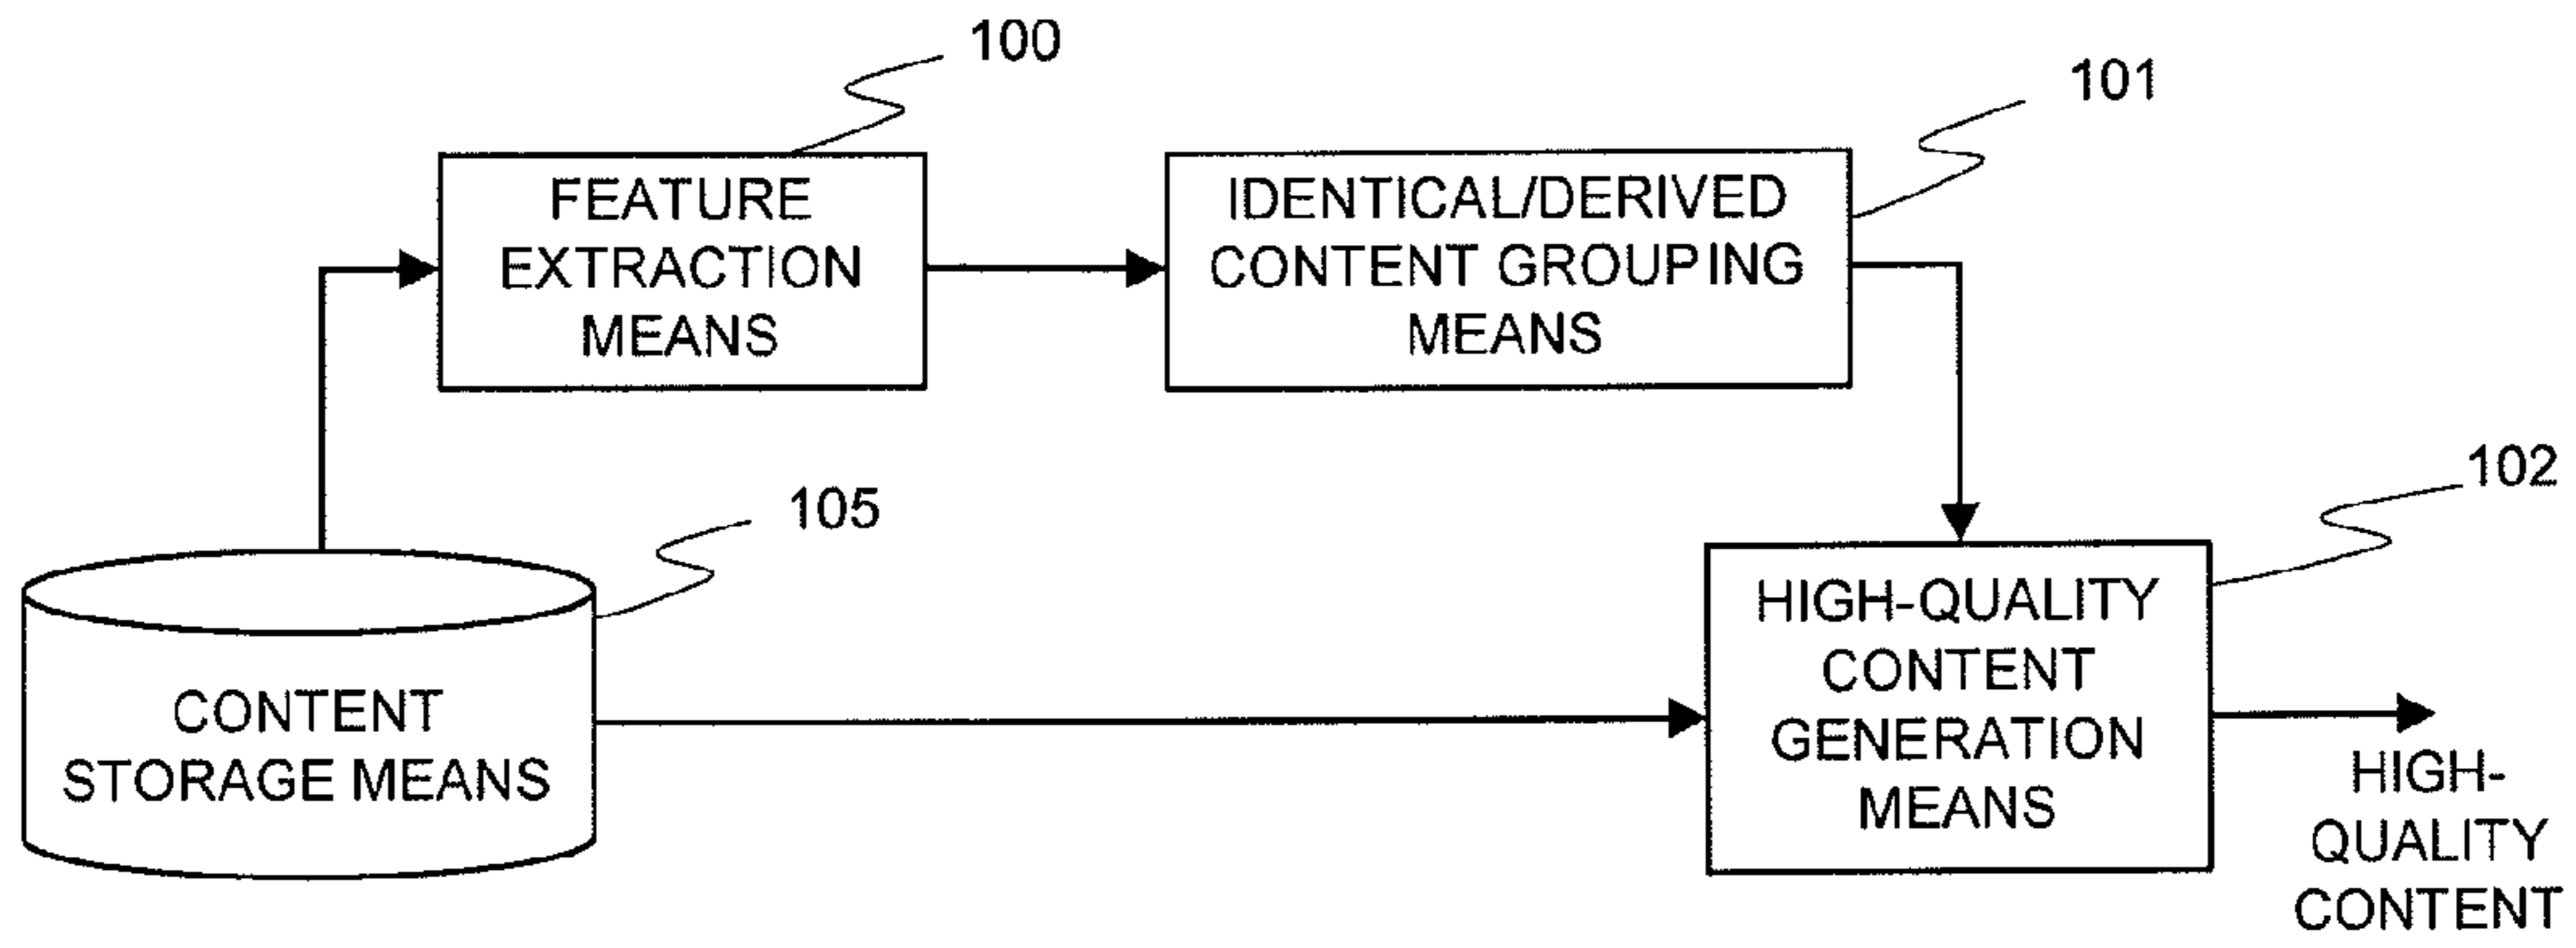 100
101
FEATURE
EXTRACTION
MEANS
IDENTICAL/DERIVED
CONTENT GROUPING
MEANS
105
102
CONTENT
STORAGE MEANS
HIGH-QUALITY
CONTENT
GENERATION
MEANS
HIGH-
QUALITY
CONTENT